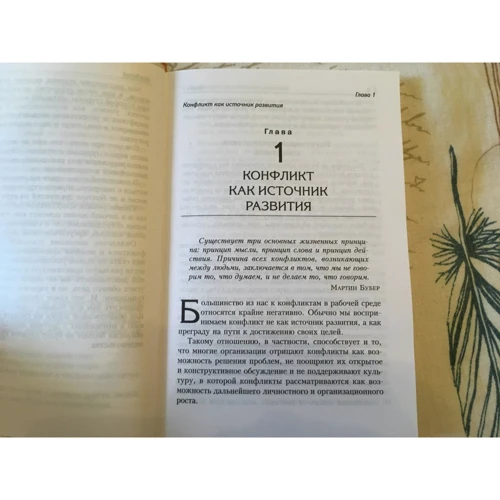 Глава 1
Конфликт как источник развития
Глава
1
КОНФЛИКТ
КАК ИСТОЧНИК
РАЗВИТИЯ
Существует три основных жизненных принци-
па: принцип мысли, принцип слова и принцип дей-
ствия. Причина всех конфликтов, возникающих
между людьми, заключается в том, что мы не гово-
рим то, что думаем, и не делаем то, что говорим.
Мартин Бубер
Большинство из нас к конфликтам в рабочей среде
относятся крайне негативно. Обычно мы воспри-
нимаем конфликт не как источник развития, а как
преграду на пути к достижению своих целей.
Такому отношению, в частности, способствует и то,
что многие организации отрицают конфликты как воз-
можность решения проблем, не поощряют их открытое
и конструктивное обсуждение и не поддерживают куль-
туру, в которой конфликты рассматриваются как воз-
можность дальнейшего личностного и организационного
роста.